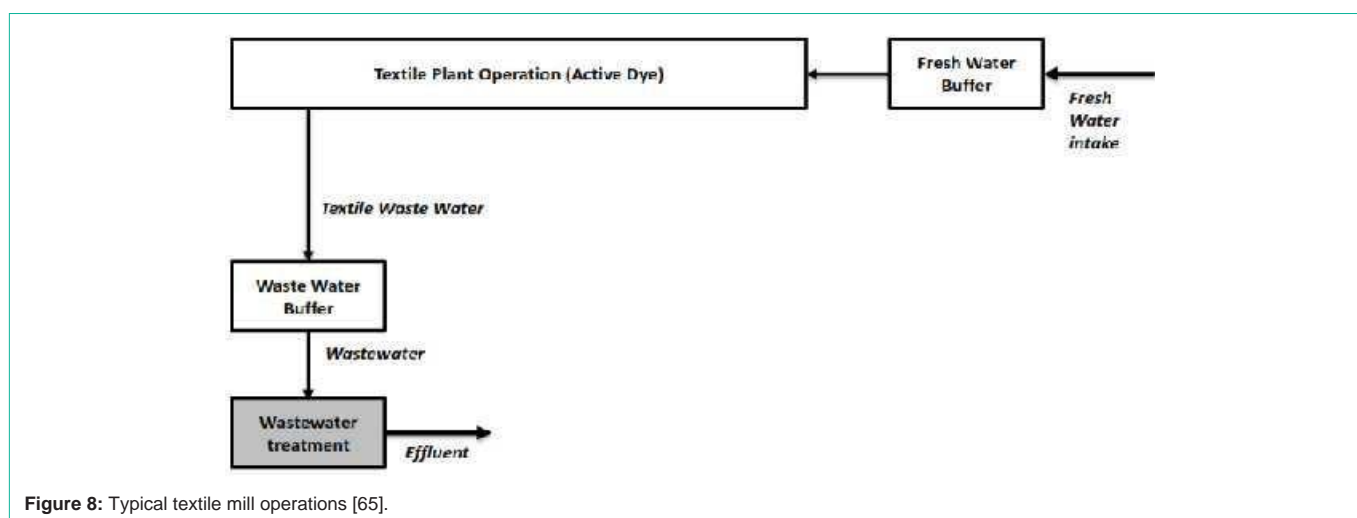 Textile Plant Operation (Active Dye)
Fresh Water
Buffer
Fresh
Water
intake
Textile Waste Water
Waste Water
Buffer
Wastewater
Wastewater
treatment
Effluent
Figure 8: Typical textile mill operations [65].